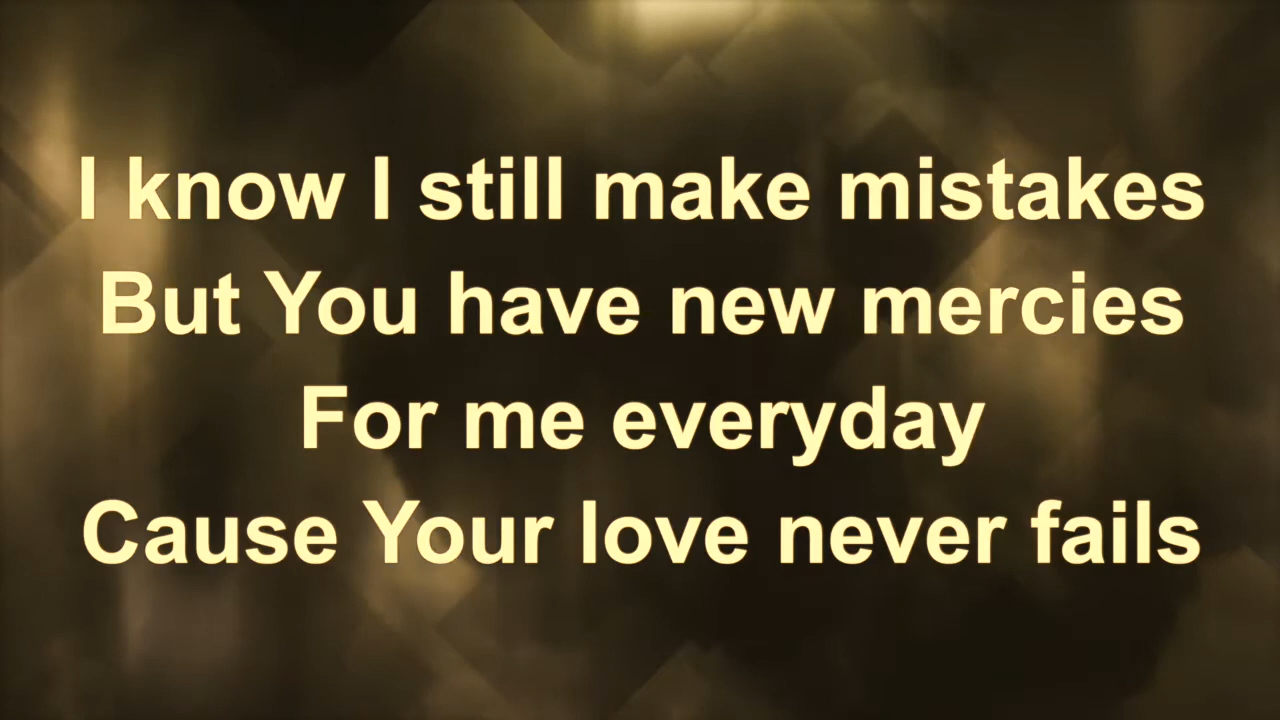 I know I still make mistakes
But You have new mercies
For me everyday
Cause Your love never fails